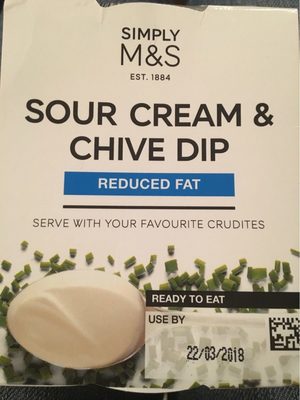 SIMPLY
M&S
EST. 1884
SOUR CREAM &
CHIVE DIP
REDUCED FAT
SERVE WITH YOUR FAVOURITE CRUDITES
READY TO EAT
USE BY
22/03/2018